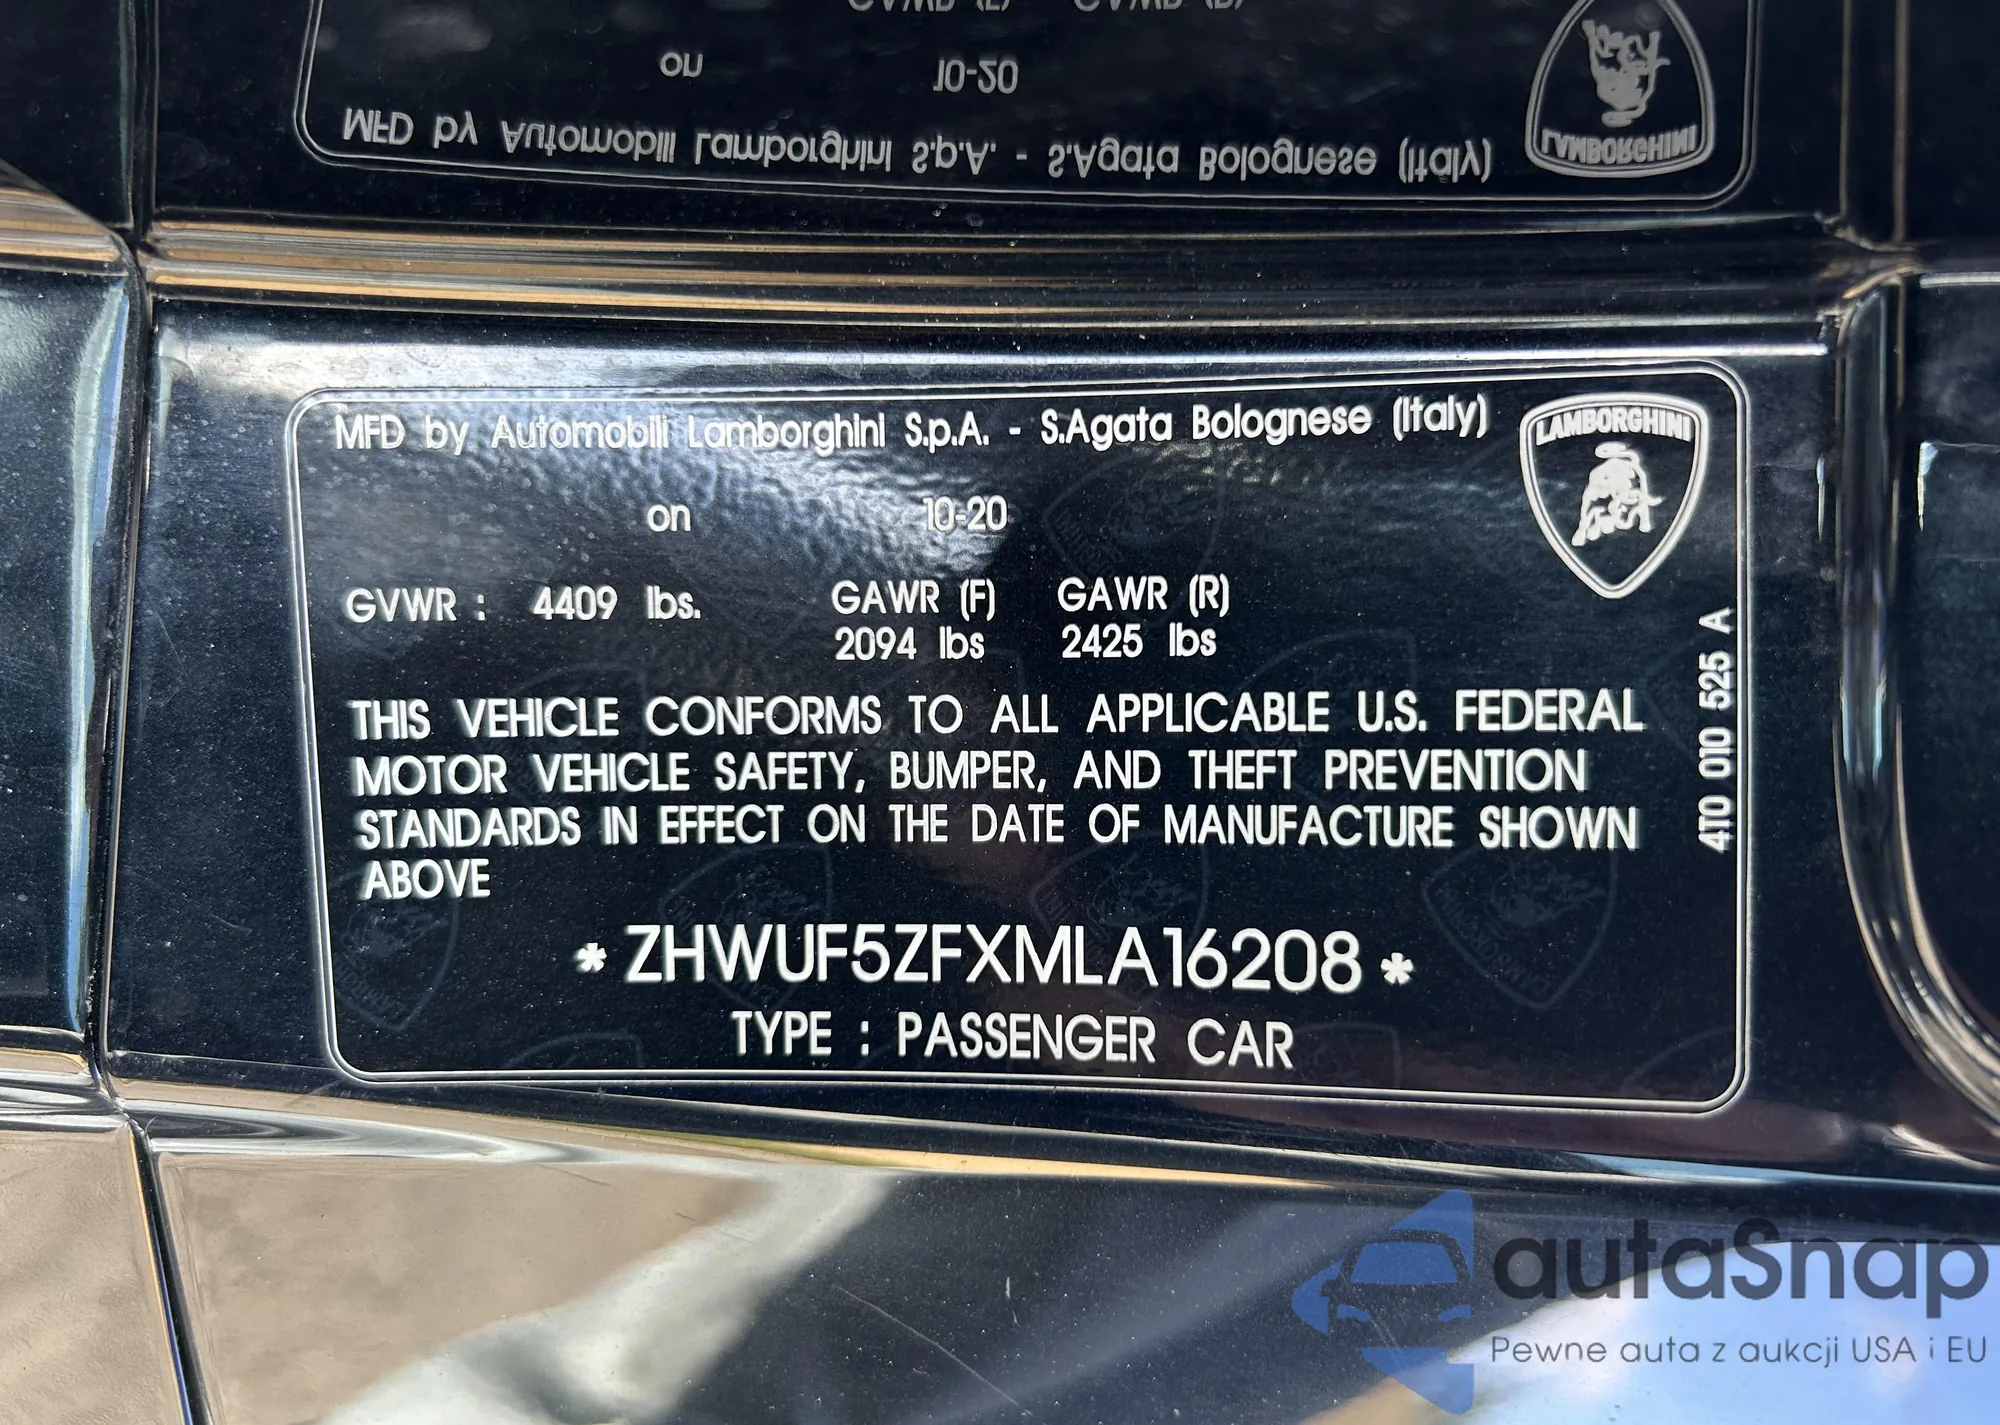 GAWR (F) GAWR (R)
on 10-20
MFD by Automobili Lamborghini S.p.A. - S.Agata Bolognese (Italy)
LAMBORGHINI
MFD by Automobili Lamborghini S.p.A. - S.Agata Bolognese (Italy)
LAMBORGHINI
on 10-20
GVWR : 4409 lbs. GAWR (F) GAWR (R)
2094 lbs 2425 lbs
4T0 010 525 A
THIS VEHICLE CONFORMS TO ALL APPLICABLE U.S. FEDERAL
MOTOR VEHICLE SAFETY, BUMPER, AND THEFT PREVENTION
STANDARDS IN EFFECT ON THE DATE OF MANUFACTURE SHOWN
ABOVE
* ZHWUF5ZFXMLA16208 *
TYPE : PASSENGER CAR
autaSnap
Pewne auta z aukcji USA i EU